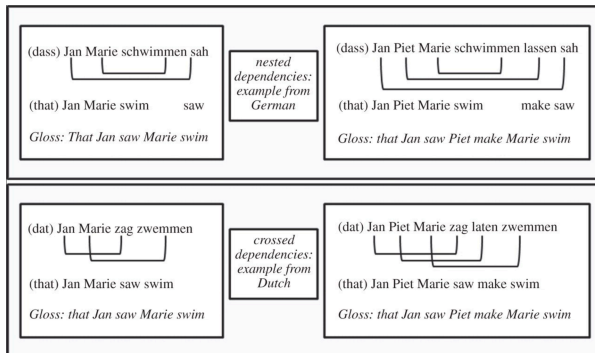 (dass) Jan Marie schwimmen sah
(that) Jan Marie swim saw
Gloss: That Jan saw Marie swim
nested
dependencies:
example from
German
(dass) Jan Piet Marie schwimmen lassen sah
(that) Jan Piet Marie swim make saw
Gloss: that Jan saw Piet make Marie swim
(dat) Jan Marie zag zwemmen
(that) Jan Marie saw swim
Gloss: that Jan saw Marie swim
crossed
dependencies:
example from
Dutch
(dat) Jan Piet Marie zag laten zwemmen
(that) Jan Piet Marie saw make swim
Gloss: that Jan saw Piet make Marie swim